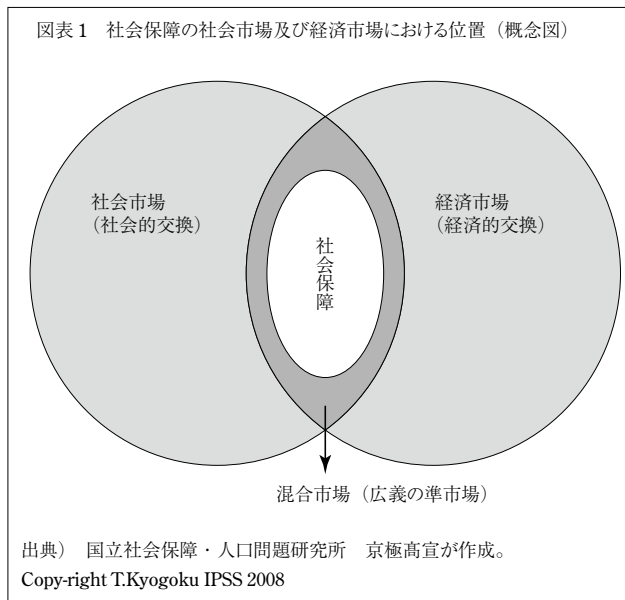 図表1　社会保障の社会市場及び経済市場における位置（概念図）
社会市場
（社会的交換）
経済市場
（経済的交換）
社会保障
混合市場（広義の準市場）
出典）　国立社会保障・人口問題研究所　京極髙宣が作成。
Copy-right T.Kyogoku IPSS 2008